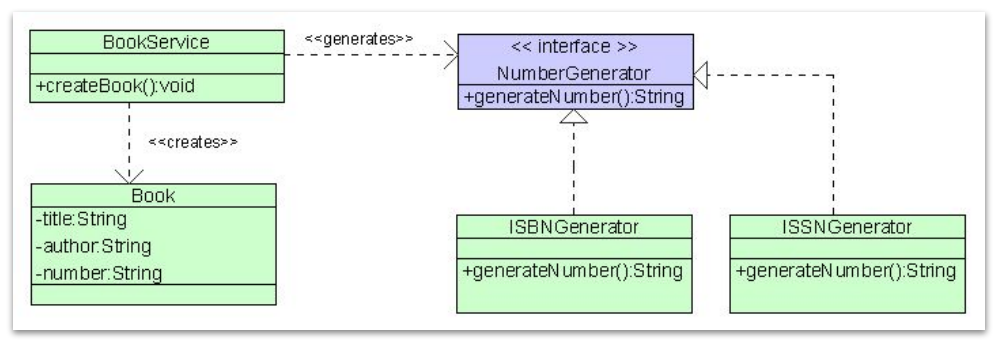 BookService
+createBook():void
<<generates>>
<< interface >>
NumberGenerator
+generateNumber():String
<<creates>>
Book
-title:String
-author:String
-number:String
ISBNGenerator
+generateNumber():String
ISSNGenerator
+generateNumber():String